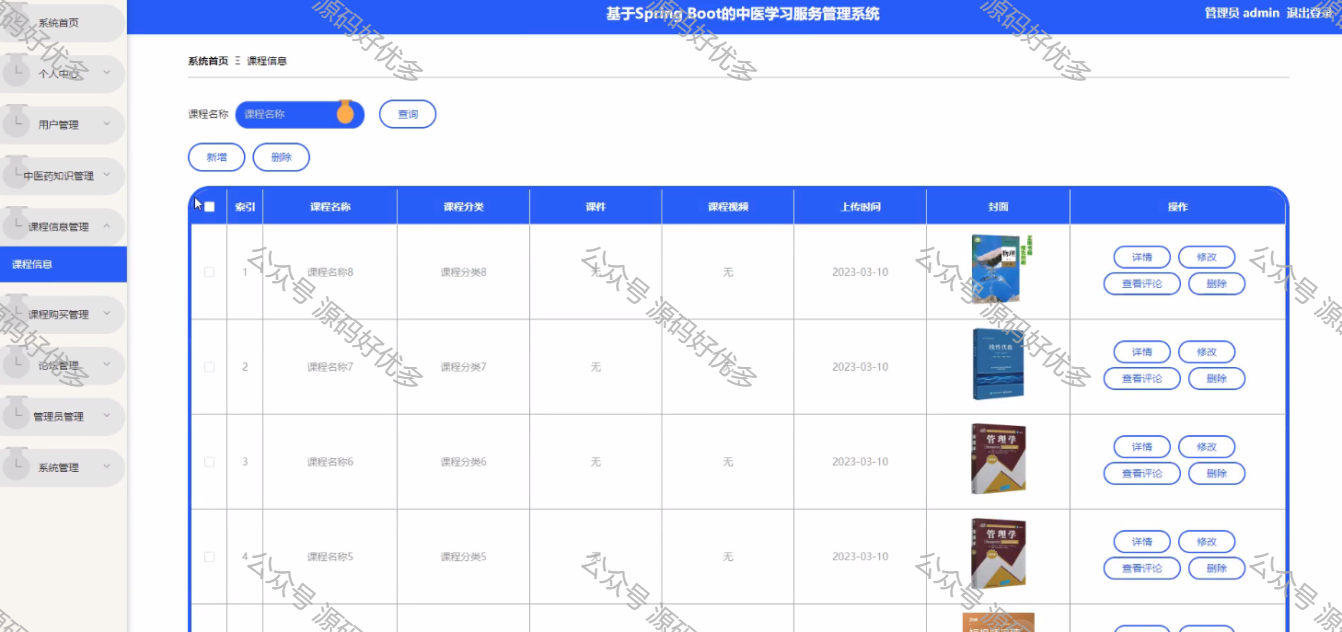 基于Spring Boot的中医学习服务管理系统
管理员 admin 退出登录
系统首页
个人中心
用户管理
中医药知识管理
课程信息管理
课程信息
课程购买管理
论坛管理
管理员管理
系统管理
系统首页 Ξ 课程信息
课程名称 课程名称 查询
新增 删除
索引 课程名称 课程分类 课件 课程视频 上传时间 封面 操作
1 课程名称8 课程分类8 无 无 2023-03-10 物理 详情 修改
查看评论 删除
2 课程名称7 课程分类7 无 无 2023-03-10 线性代数 详情 修改
查看评论 删除
3 课程名称6 课程分类6 无 无 2023-03-10 管理学 详情 修改
查看评论 删除
4 课程名称5 课程分类5 无 无 2023-03-10 管理学 详情 修改
查看评论 删除
公众号 源码好优多